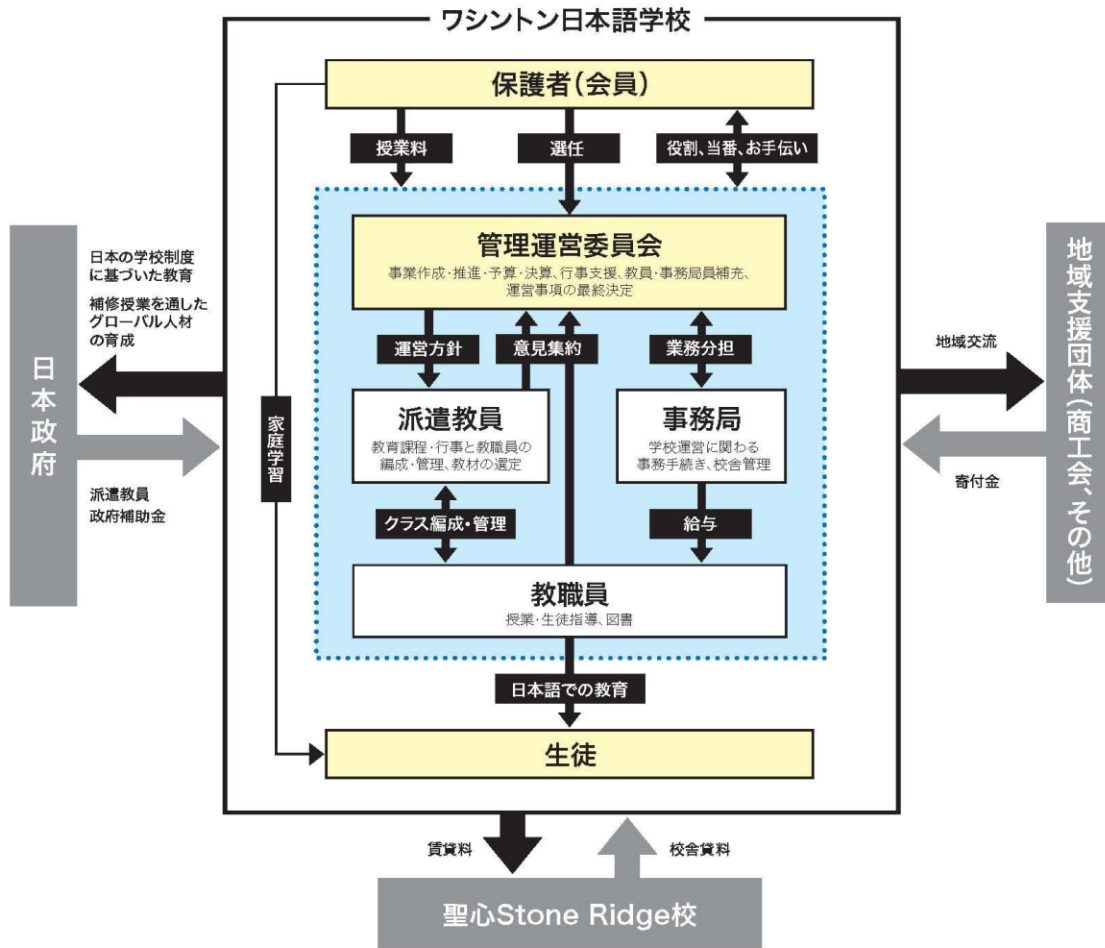 ワシントン日本語学校
保護者(会員)
授業料
選任
役割、当番、お手伝い
管理運営委員会
事業作成・推進・予算・決算、行事支援、教員・事務局員補充、
運営事項の最終決定
運営方針
意見集約
業務分担
派遣教員
教育課程・行事と教職員の
編成・管理、教材の選定
事務局
学校運営に関わる
事務手続き、校舎管理
クラス編成・管理
給与
教職員
授業・生徒指導、図書
日本語での教育
生徒
家庭学習
日本の学校制度
に基づいた教育
補修授業を通した
グローバル人材
の育成
日本政府
派遣教員
政府補助金
地域交流
地域支援団体(商工会、その他)
寄付金
賃貸料
校舎貸料
聖心Stone Ridge校